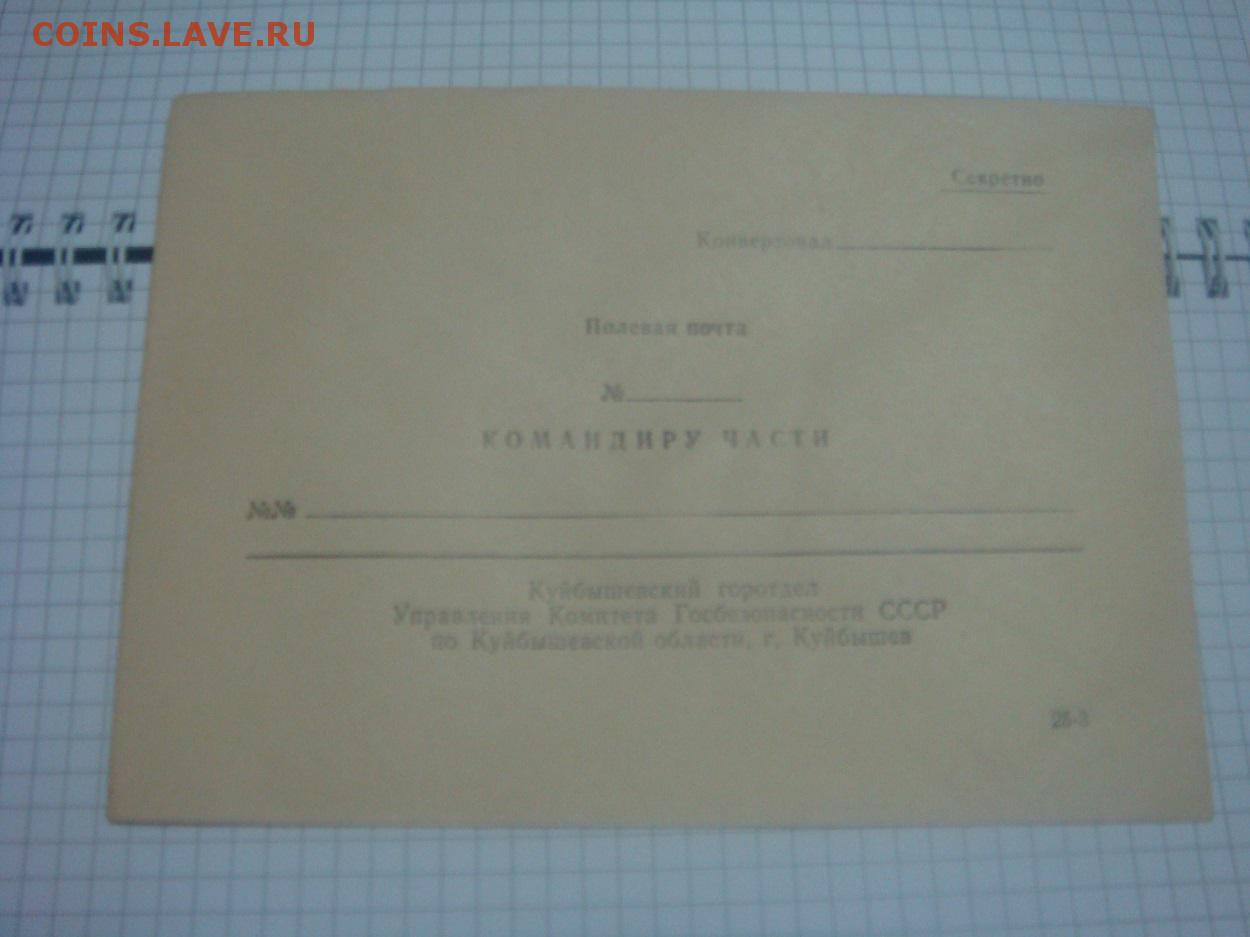 COINS.LAVE.RU
Секретно
Конвертовал
Полевая почта
№
КОМАНДИРУ ЧАСТИ
№№
Куйбышевский горотдел
Управления Комитета Госбезопасности СССР
по Куйбышевской области, г, Куйбышев
25-3